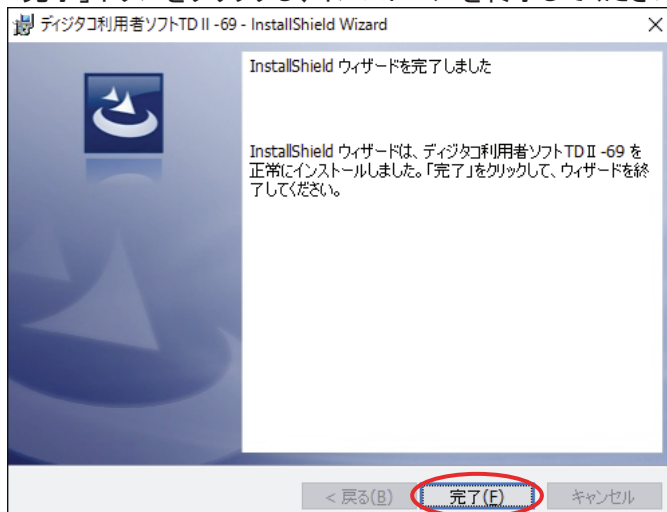 ディジタコ利用者ソフトTDⅡ-69 - InstallShield Wizard
InstallShield ウィザードを完了しました
InstallShield ウィザードは、ディジタコ利用者ソフトTDⅡ-69 を
正常にインストールしました。「完了」をクリックして、ウィザードを終
了してください。
< 戻る(B)
完了(F)
キャンセル